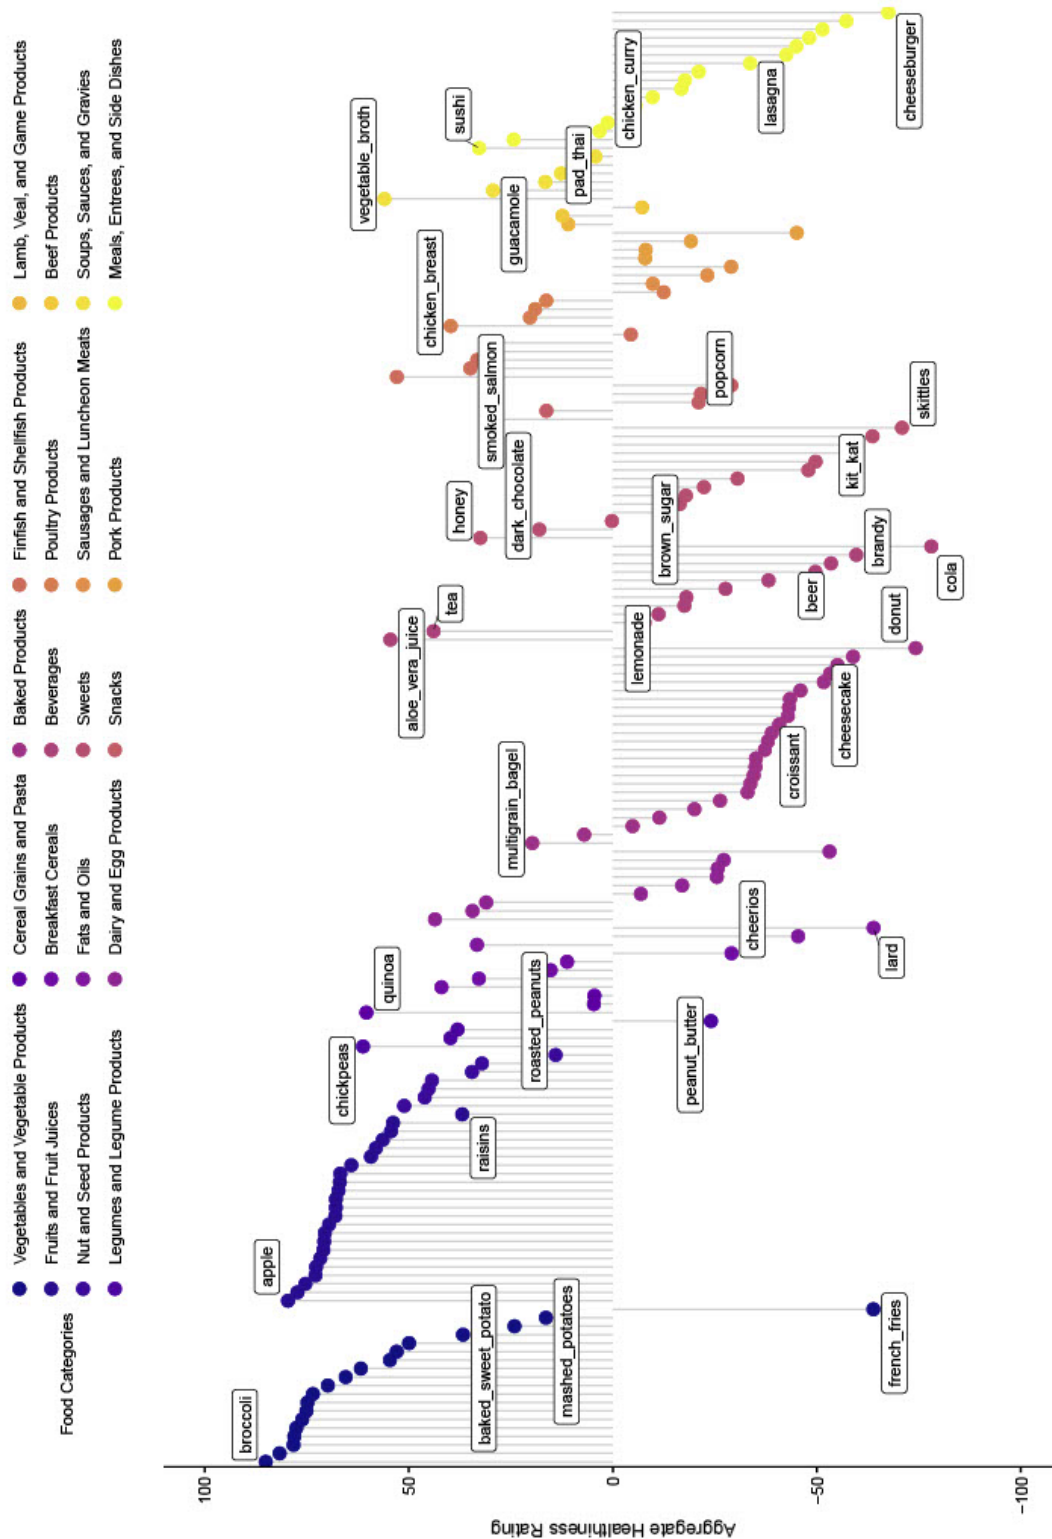 Food Categories
Vegetables and Vegetable Products
Fruits and Fruit Juices
Nut and Seed Products
Legumes and Legume Products
Cereal Grains and Pasta
Breakfast Cereals
Fats and Oils
Dairy and Egg Products
Baked Products
Beverages
Sweets
Snacks
Finfish and Shellfish Products
Poultry Products
Sausages and Luncheon Meats
Pork Products
Lamb, Veal, and Game Products
Beef Products
Soups, Sauces, and Gravies
Meals, Entrees, and Side Dishes
Aggregate Healthiness Rating
100
50
0
-50
-100
broccoli
baked_sweet_potato
mashed_potatoes
french_fries
apple
raisins
chickpeas
roasted_peanuts
peanut_butter
quinoa
cheerios
lard
multigrain_bagel
croissant
cheesecake
donut
aloe_vera_juice
tea
lemonade
beer
brandy
cola
honey
dark_chocolate
brown_sugar
kit_kat
skittles
smoked_salmon
popcorn
chicken_breast
vegetable_broth
guacamole
sushi
pad_thai
chicken_curry
lasagna
cheeseburger